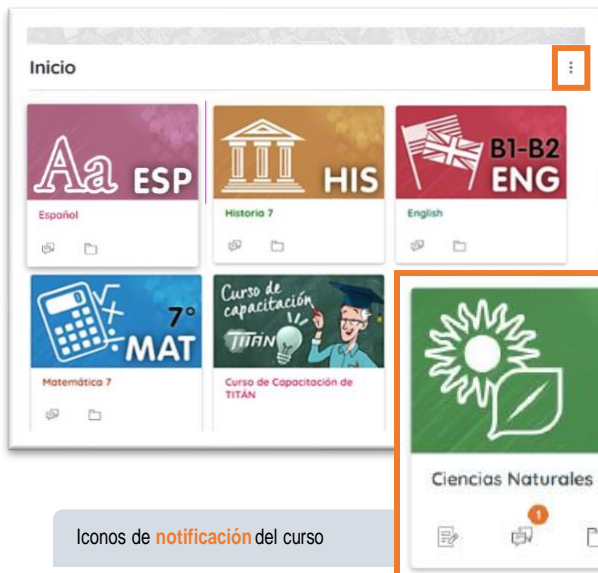 Inicio
Aa ESP
HIS
B1-B2
ENG
Español
Historia 7
English
7°
MAT
Curso de
capacitación
TITÁN
Matemática 7
Curso de Capacitación de
TITÁN
Ciencias Naturales
1
Iconos de notificación del curso